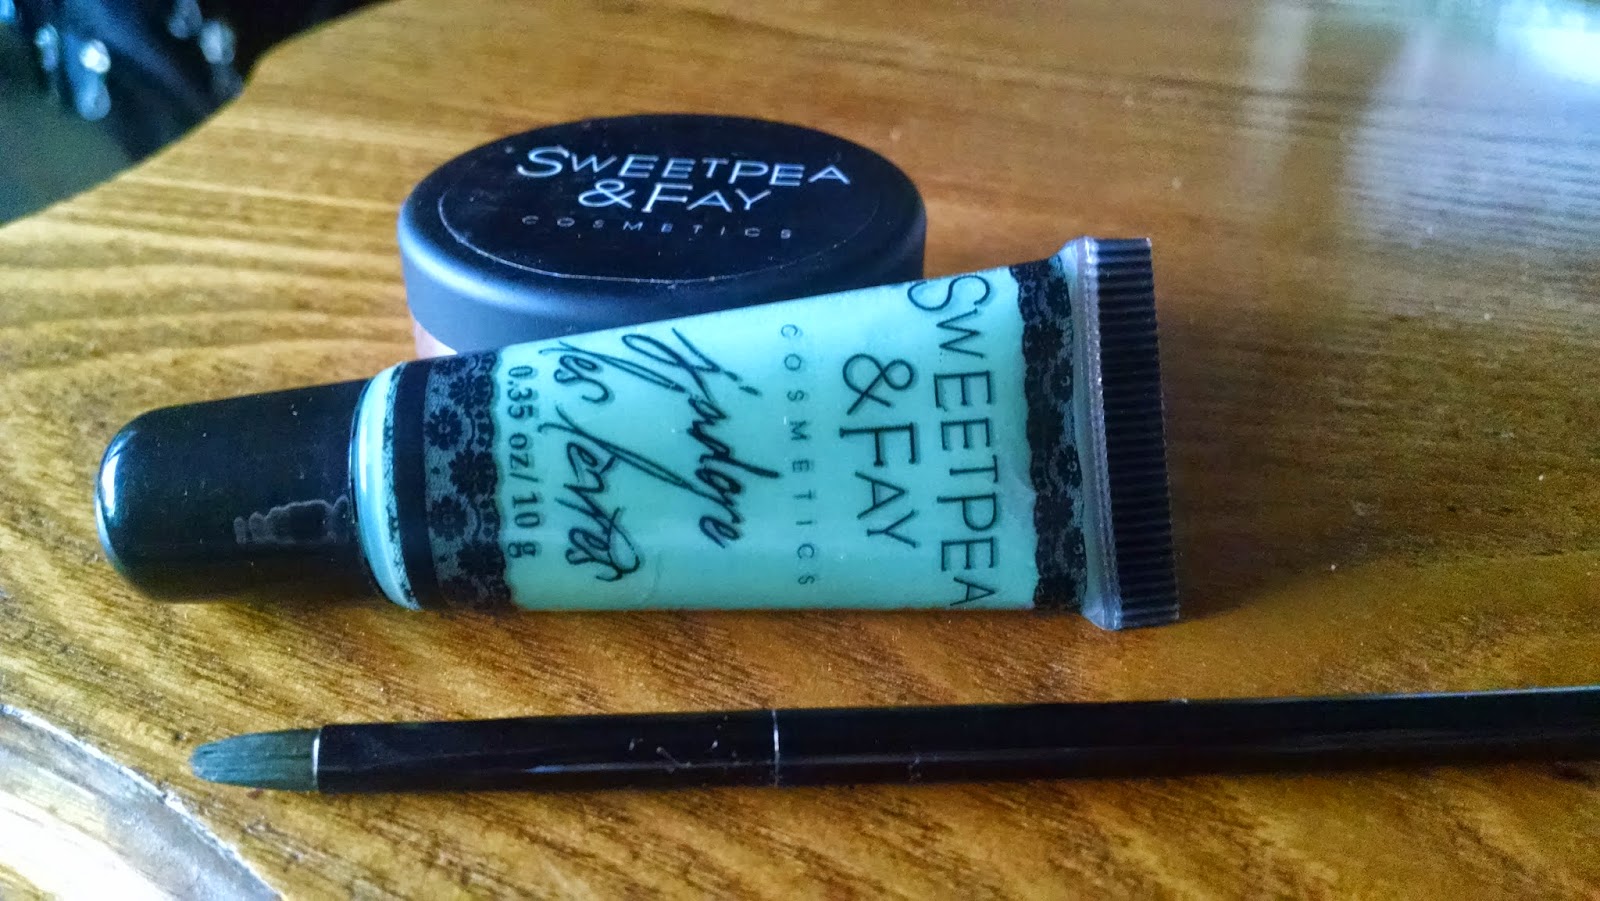 SWEETPEA
& FAY
COSMETICS
SWEETPEA
& FAY
COSMETICS
J'adore
les lèvres
0.35 oz/ 10 g